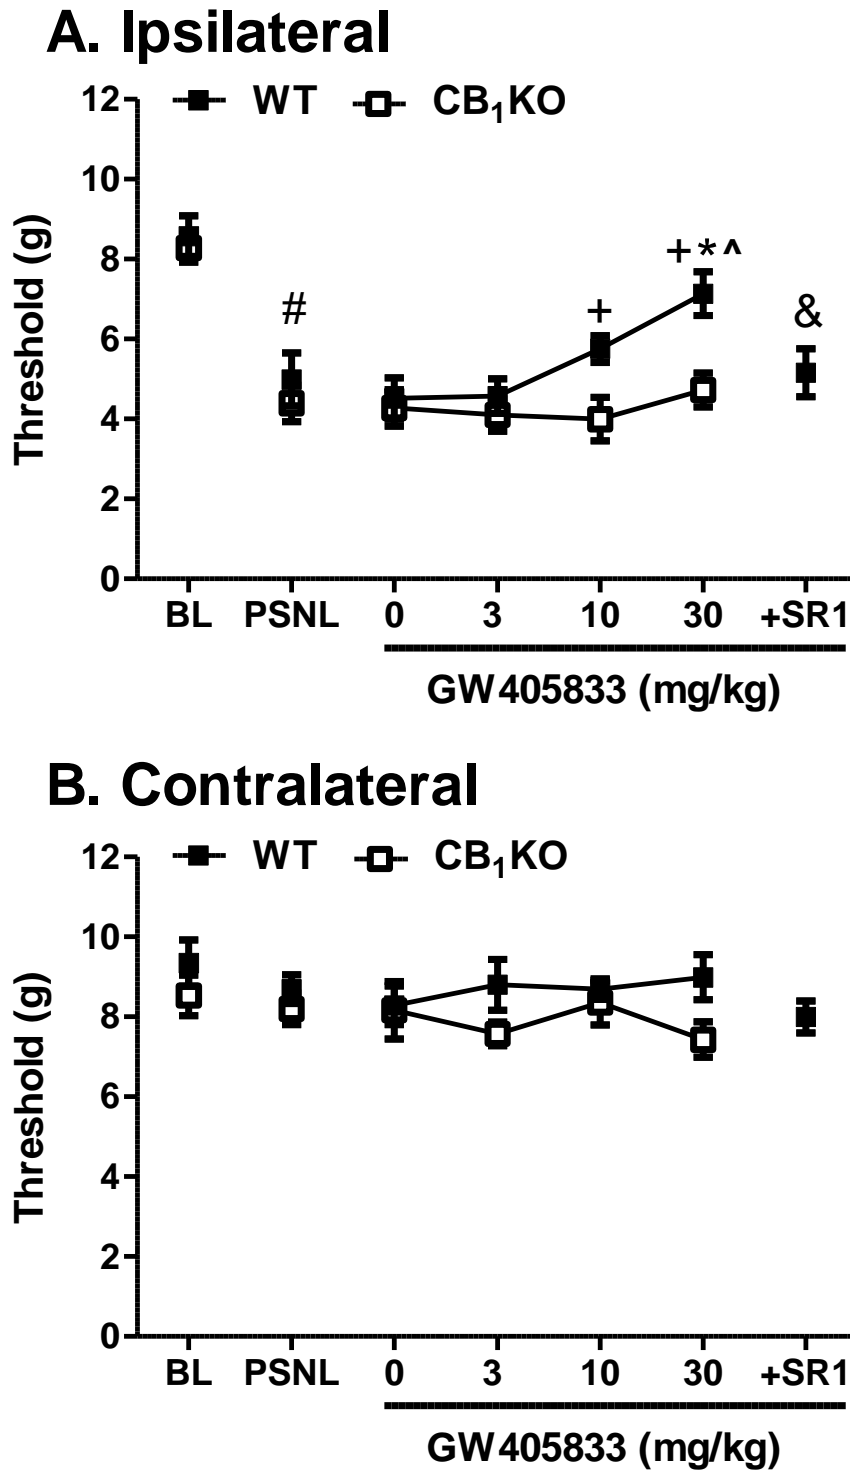 A. Ipsilateral
WT CB₁KO
12
10
8
6
4
2
0
Threshold (g)
#
+
+*^
&
BL PSNL 0 3 10 30 +SR1
GW405833 (mg/kg)
B. Contralateral
WT CB₁KO
12
10
8
6
4
2
0
Threshold (g)
BL PSNL 0 3 10 30 +SR1
GW405833 (mg/kg)